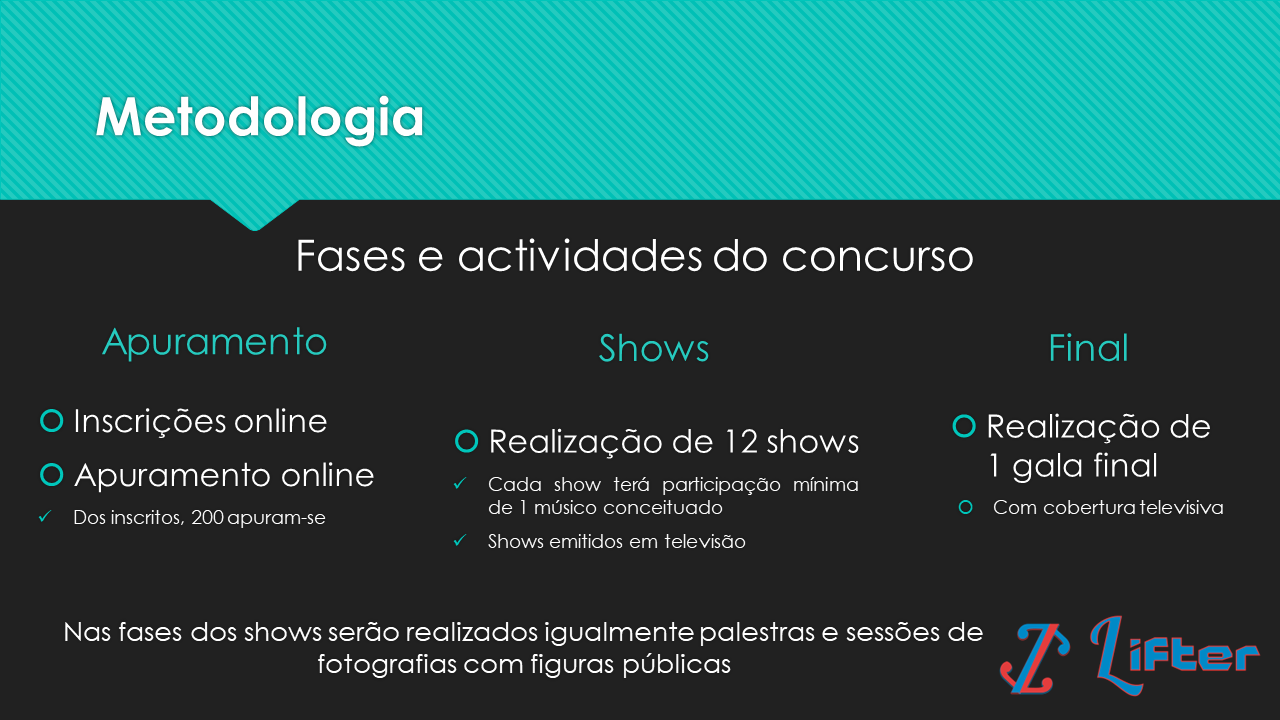 Metodologia
Fases e actividades do concurso
Apuramento
Inscrições online
Apuramento online
Dos inscritos, 200 apuram-se
Shows
Realização de 12 shows
Cada show terá participação mínima
de 1 músico conceituado
Shows emitidos em televisão
Final
Realização de
1 gala final
Com cobertura televisiva
Nas fases dos shows serão realizados igualmente palestras e sessões de
fotografias com figuras públicas
Lifter